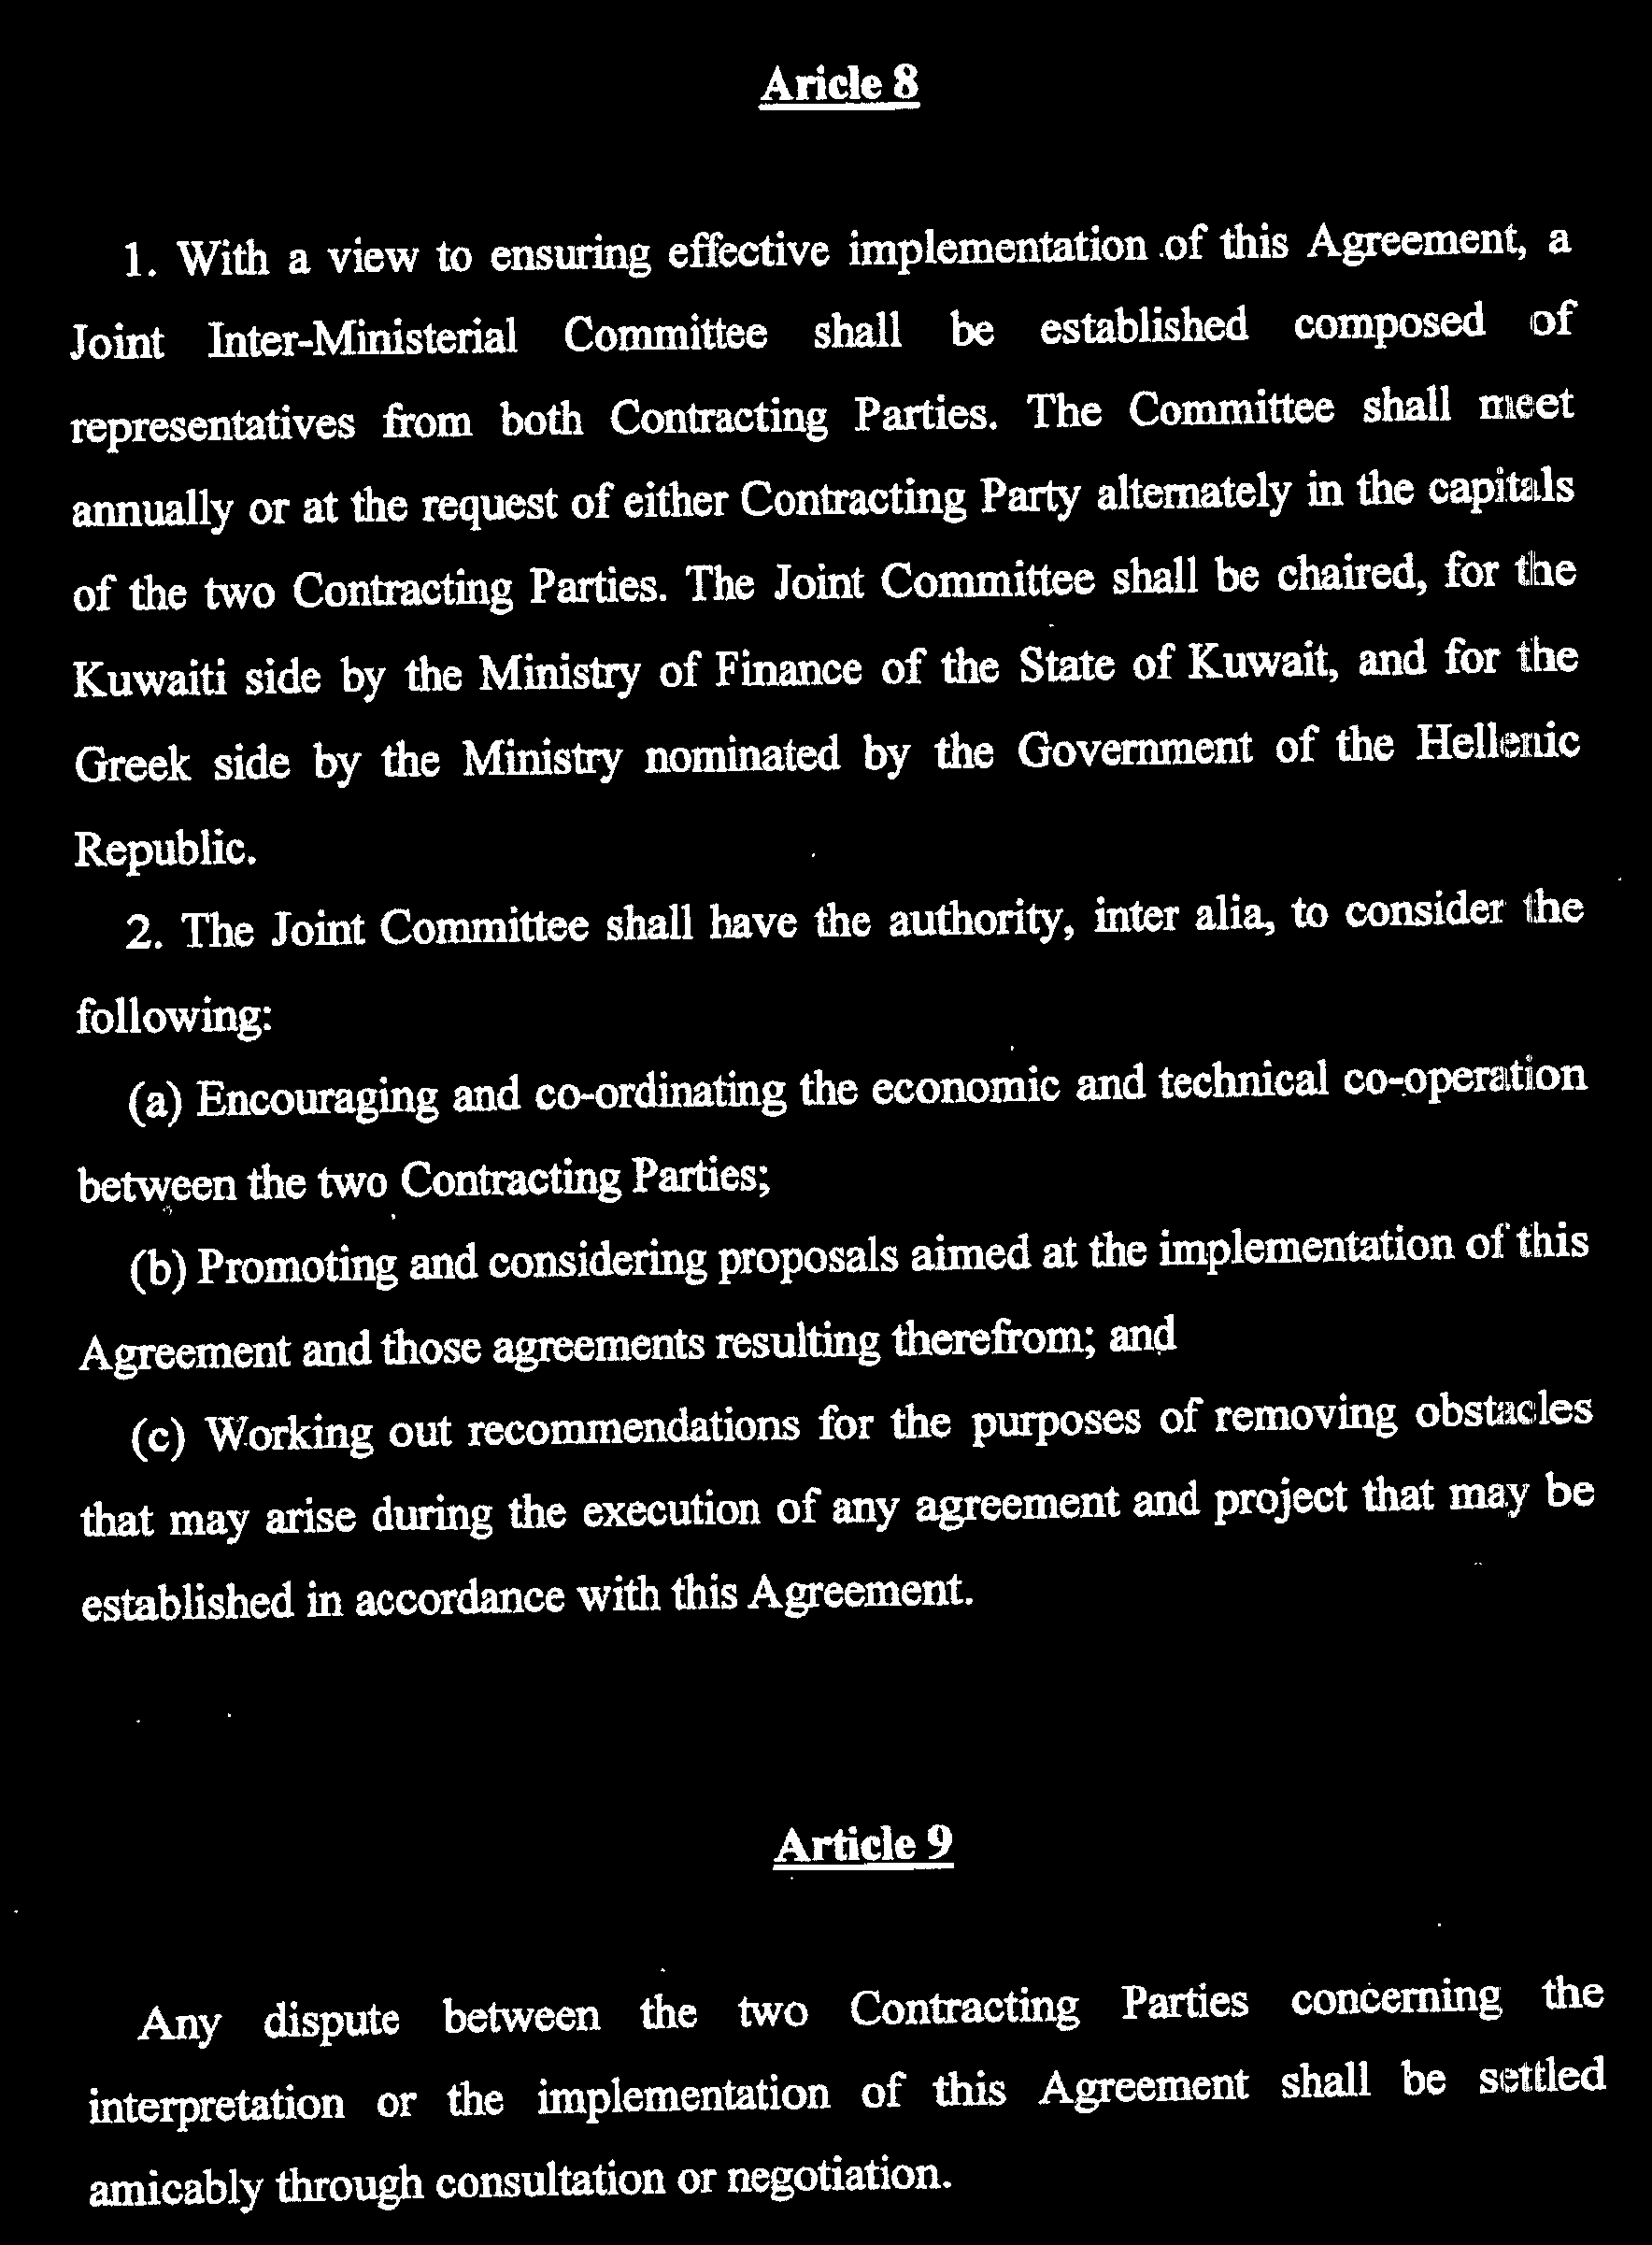 Aricle 8
1. With a view to ensuring effective implementation of this Agreement, a
Joint Inter-Ministerial Committee shall be established composed of
representatives from both Contracting Parties. The Committee shall meet
annually or at the request of either Contracting Party alternately in the capitals
of the two Contracting Parties. The Joint Committee shall be chaired, for the
Kuwaiti side by the Ministry of Finance of the State of Kuwait, and for the
Greek side by the Ministry nominated by the Government of the Hellenic
Republic.
2. The Joint Committee shall have the authority, inter alia, to consider the
following:
(a) Encouraging and co-ordinating the economic and technical co-operation
between the two Contracting Parties;
(b) Promoting and considering proposals aimed at the implementation of this
Agreement and those agreements resulting therefrom; and
(c) Working out recommendations for the purposes of removing obstacles
that may arise during the execution of any agreement and project that may be
established in accordance with this Agreement.
Article 9
Any dispute between the two Contracting Parties concerning the
interpretation or the implementation of this Agreement shall be settled
amicably through consultation or negotiation.